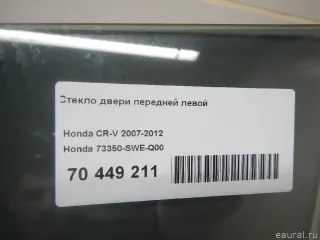 Стекло двери передней левой
Honda CR-V 2007-2012
Honda 73350-SWE-Q00
70 449 211
eaural.ru